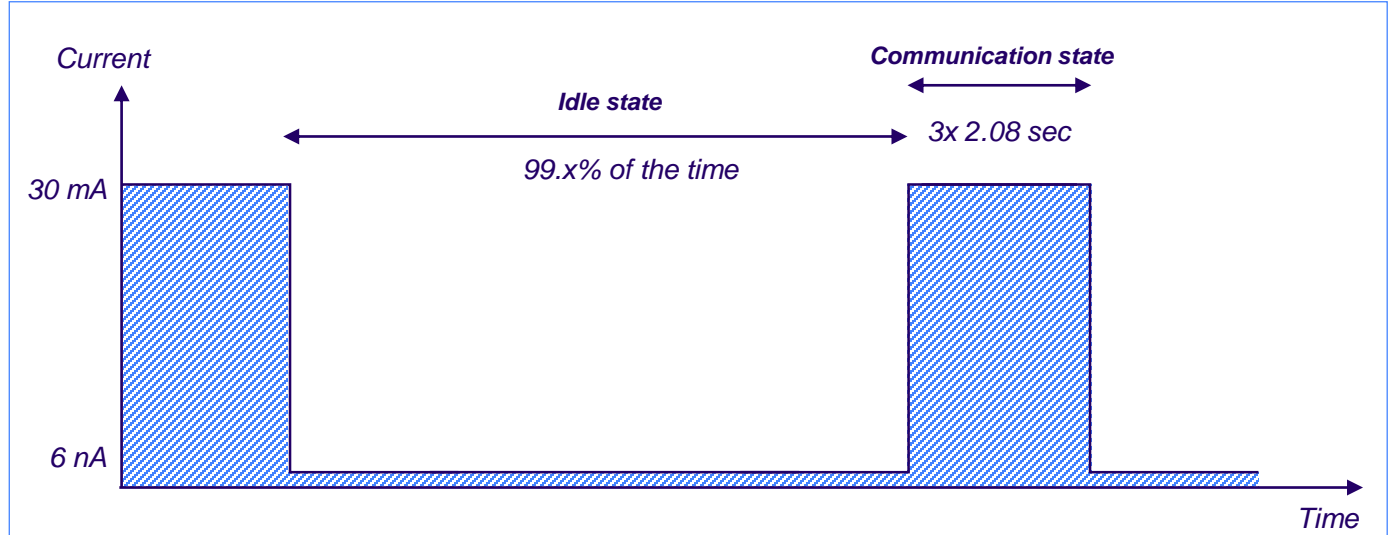 Current
Communication state
Idle state
3x 2.08 sec
99.x% of the time
30 mA
6 nA
Time